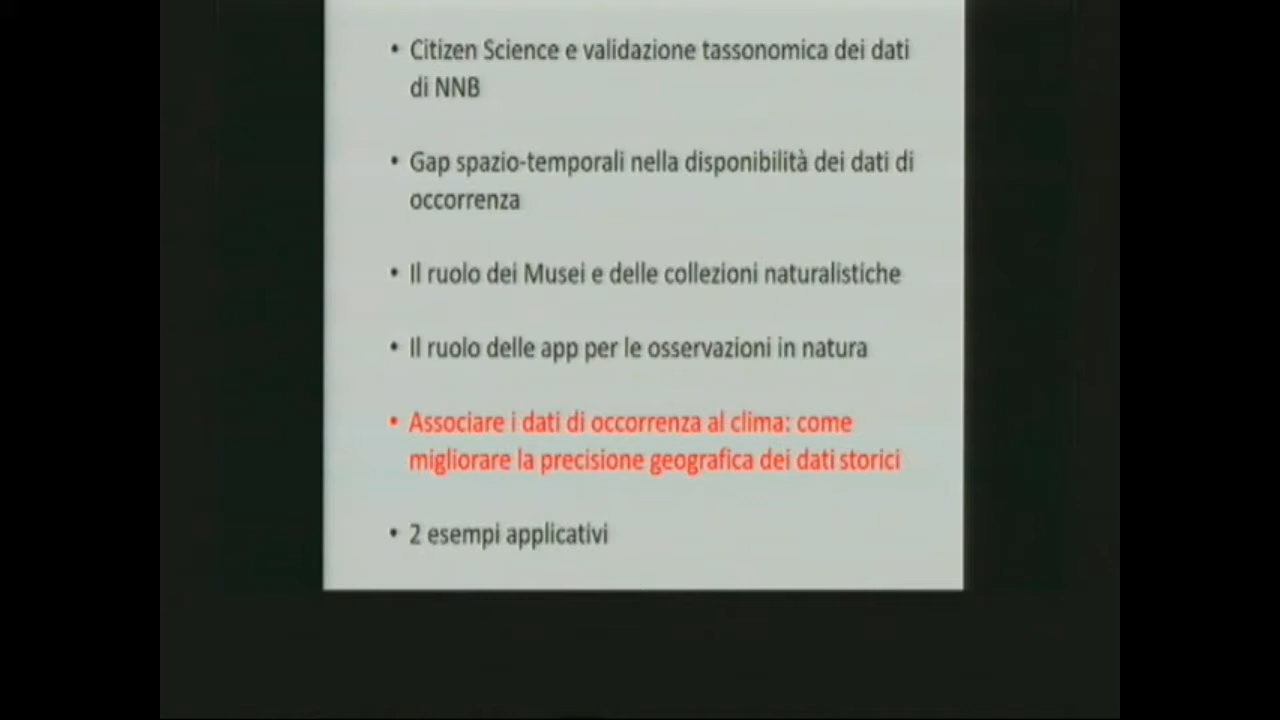 • Citizen Science e validazione tassonomica dei dati
di NNB
• Gap spazio-temporali nella disponibilità dei dati di
occorrenza
• Il ruolo dei Musei e delle collezioni naturalistiche
• Il ruolo delle app per le osservazioni in natura
• Associare i dati di occorrenza al clima: come
migliorare la precisione geografica dei dati storici
• 2 esempi applicativi